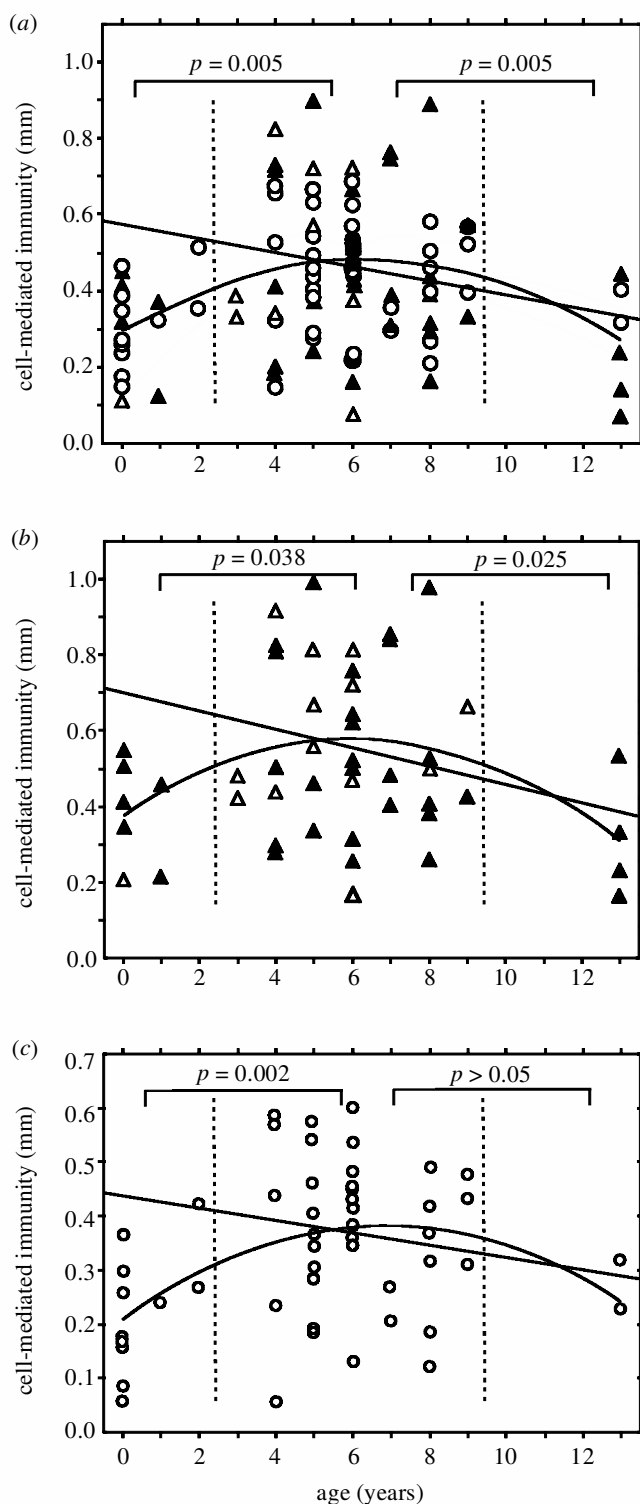 (a)
p = 0.005 p = 0.005
cell-mediated immunity (mm)
1.0
0.8
0.6
0.4
0.2
0.0
0 2 4 6 8 10 12
(b)
p = 0.038 p = 0.025
cell-mediated immunity (mm)
1.0
0.8
0.6
0.4
0.2
0.0
0 2 4 6 8 10 12
(c)
p = 0.002 p > 0.05
cell-mediated immunity (mm)
0.7
0.6
0.5
0.4
0.3
0.2
0.1
0.0
0 2 4 6 8 10 12
age (years)